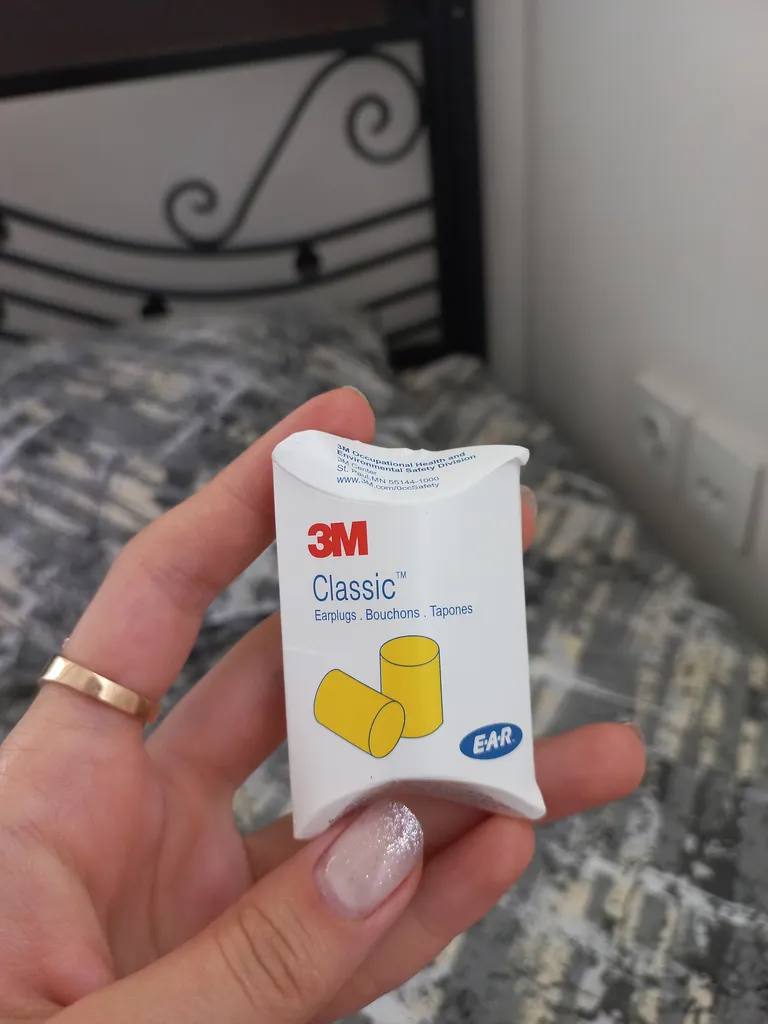 3M Occupational Health and
Environmental Safety Division
3M Center
St. Paul,MN 55144-1000
www.3M.com/OccSafety
3M
Classic™
Earplugs . Bouchons . Tapones
E·A·R